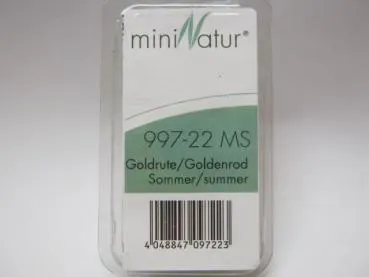 miniNatur®
997-22 MS
Goldrute/Goldenrod
Sommer/summer
4 048847 097223